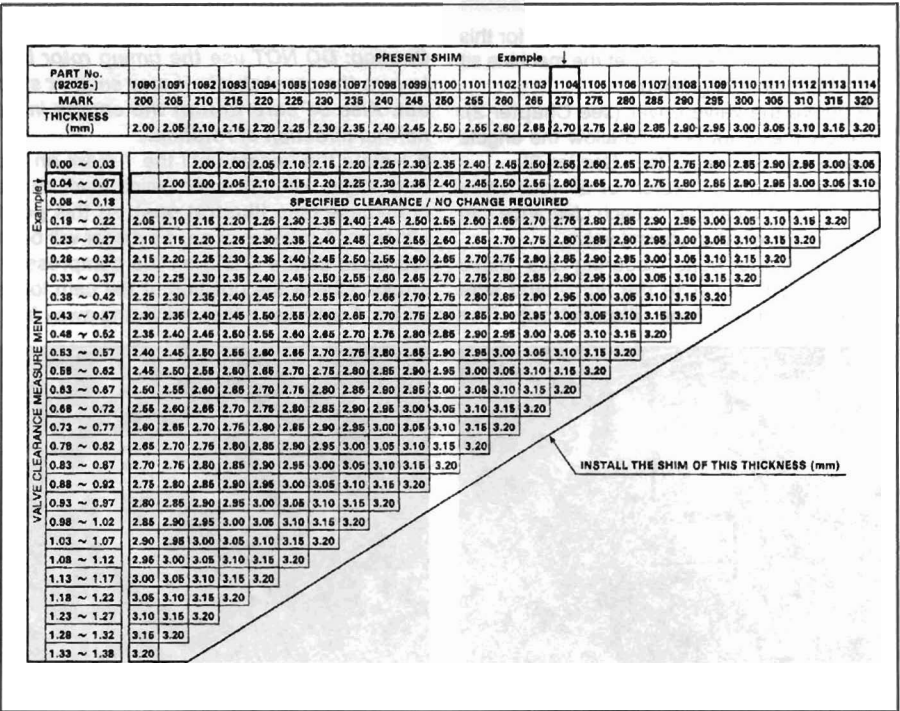 PRESENT SHIM Example ↓
PART No. (92025-) 1090 1091 1092 1093 1094 1095 1096 1097 1098 1099 1100 1101 1102 1103 1104 1105 1106 1107 1108 1109 1110 1111 1112 1113 1114
MARK 200 205 210 215 220 225 230 235 240 245 250 255 260 265 270 275 280 285 290 295 300 305 310 315 320
THICKNESS (mm) 2.00 2.05 2.10 2.15 2.20 2.25 2.30 2.35 2.40 2.45 2.50 2.55 2.60 2.65 2.70 2.75 2.80 2.85 2.90 2.95 3.00 3.05 3.10 3.15 3.20
Example ↓
VALVE CLEARANCE MEASUREMENT
0.00 ~ 0.03 2.00 2.00 2.05 2.10 2.15 2.20 2.25 2.30 2.35 2.40 2.45 2.50 2.55 2.60 2.65 2.70 2.75 2.80 2.85 2.90 2.95 3.00 3.05
0.04 ~ 0.07 2.00 2.00 2.05 2.10 2.15 2.20 2.25 2.30 2.35 2.40 2.45 2.50 2.55 2.60 2.65 2.70 2.75 2.80 2.85 2.90 2.95 3.00 3.05 3.10
0.08 ~ 0.18 SPECIFIED CLEARANCE / NO CHANGE REQUIRED
0.19 ~ 0.22 2.05 2.10 2.15 2.20 2.25 2.30 2.35 2.40 2.45 2.50 2.55 2.60 2.65 2.70 2.75 2.80 2.85 2.90 2.95 3.00 3.05 3.10 3.15 3.20
0.23 ~ 0.27 2.10 2.15 2.20 2.25 2.30 2.35 2.40 2.45 2.50 2.55 2.60 2.65 2.70 2.75 2.80 2.85 2.90 2.95 3.00 3.05 3.10 3.15 3.20
0.28 ~ 0.32 2.15 2.20 2.25 2.30 2.35 2.40 2.45 2.50 2.55 2.60 2.65 2.70 2.75 2.80 2.85 2.90 2.95 3.00 3.05 3.10 3.15 3.20
0.33 ~ 0.37 2.20 2.25 2.30 2.35 2.40 2.45 2.50 2.55 2.60 2.65 2.70 2.75 2.80 2.85 2.90 2.95 3.00 3.05 3.10 3.15 3.20
0.38 ~ 0.42 2.25 2.30 2.35 2.40 2.45 2.50 2.55 2.60 2.65 2.70 2.75 2.80 2.85 2.90 2.95 3.00 3.05 3.10 3.15 3.20
0.43 ~ 0.47 2.30 2.35 2.40 2.45 2.50 2.55 2.60 2.65 2.70 2.75 2.80 2.85 2.90 2.95 3.00 3.05 3.10 3.15 3.20
0.48 ~ 0.52 2.35 2.40 2.45 2.50 2.55 2.60 2.65 2.70 2.75 2.80 2.85 2.90 2.95 3.00 3.05 3.10 3.15 3.20
0.53 ~ 0.57 2.40 2.45 2.50 2.55 2.60 2.65 2.70 2.75 2.80 2.85 2.90 2.95 3.00 3.05 3.10 3.15 3.20
0.58 ~ 0.62 2.45 2.50 2.55 2.60 2.65 2.70 2.75 2.80 2.85 2.90 2.95 3.00 3.05 3.10 3.15 3.20
0.63 ~ 0.67 2.50 2.55 2.60 2.65 2.70 2.75 2.80 2.85 2.90 2.95 3.00 3.05 3.10 3.15 3.20
0.68 ~ 0.72 2.55 2.60 2.65 2.70 2.75 2.80 2.85 2.90 2.95 3.00 3.05 3.10 3.15 3.20
0.73 ~ 0.77 2.60 2.65 2.70 2.75 2.80 2.85 2.90 2.95 3.00 3.05 3.10 3.15 3.20
0.78 ~ 0.82 2.65 2.70 2.75 2.80 2.85 2.90 2.95 3.00 3.05 3.10 3.15 3.20
0.83 ~ 0.87 2.70 2.75 2.80 2.85 2.90 2.95 3.00 3.05 3.10 3.15 3.20
INSTALL THE SHIM OF THIS THICKNESS (mm)
0.88 ~ 0.92 2.75 2.80 2.85 2.90 2.95 3.00 3.05 3.10 3.15 3.20
0.93 ~ 0.97 2.80 2.85 2.90 2.95 3.00 3.05 3.10 3.15 3.20
0.98 ~ 1.02 2.85 2.90 2.95 3.00 3.05 3.10 3.15 3.20
1.03 ~ 1.07 2.90 2.95 3.00 3.05 3.10 3.15 3.20
1.08 ~ 1.12 2.95 3.00 3.05 3.10 3.15 3.20
1.13 ~ 1.17 3.00 3.05 3.10 3.15 3.20
1.18 ~ 1.22 3.05 3.10 3.15 3.20
1.23 ~ 1.27 3.10 3.15 3.20
1.28 ~ 1.32 3.15 3.20
1.33 ~ 1.38 3.20